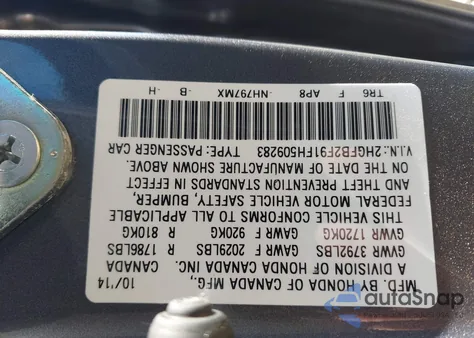 MFD. BY HONDA OF CANADA MFG., 10/14
A DIVISION OF HONDA CANADA INC. CANADA
GVWR 3792LBS GAWR F 2029LBS R 1786LBS
GVWR 1720KG GAWR F 920KG R 810KG
THIS VEHICLE CONFORMS TO ALL APPLICABLE
FEDERAL MOTOR VEHICLE SAFETY, BUMPER,
AND THEFT PREVENTION STANDARDS IN EFFECT
ON THE DATE OF MANUFACTURE SHOWN ABOVE.
V.I.N.: 2HGFB2F91FH509283 TYPE: PASSENGER CAR
TR6 F AP8 -NH797MX -B -H
autoSnap